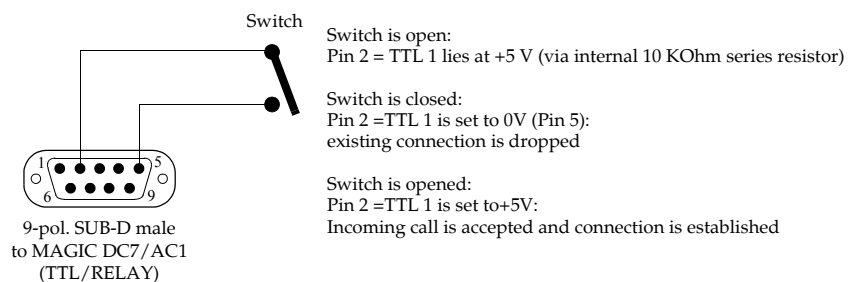 Switch
Switch is open:
Pin 2 = TTL 1 lies at +5 V (via internal 10 KOhm series resistor)
Switch is closed:
Pin 2 =TTL 1 is set to 0V (Pin 5):
existing connection is dropped
Switch is opened:
Pin 2 =TTL 1 is set to+5V:
Incoming call is accepted and connection is established
1 5
6 9
9-pol. SUB-D male
to MAGIC DC7/AC1
(TTL/RELAY)